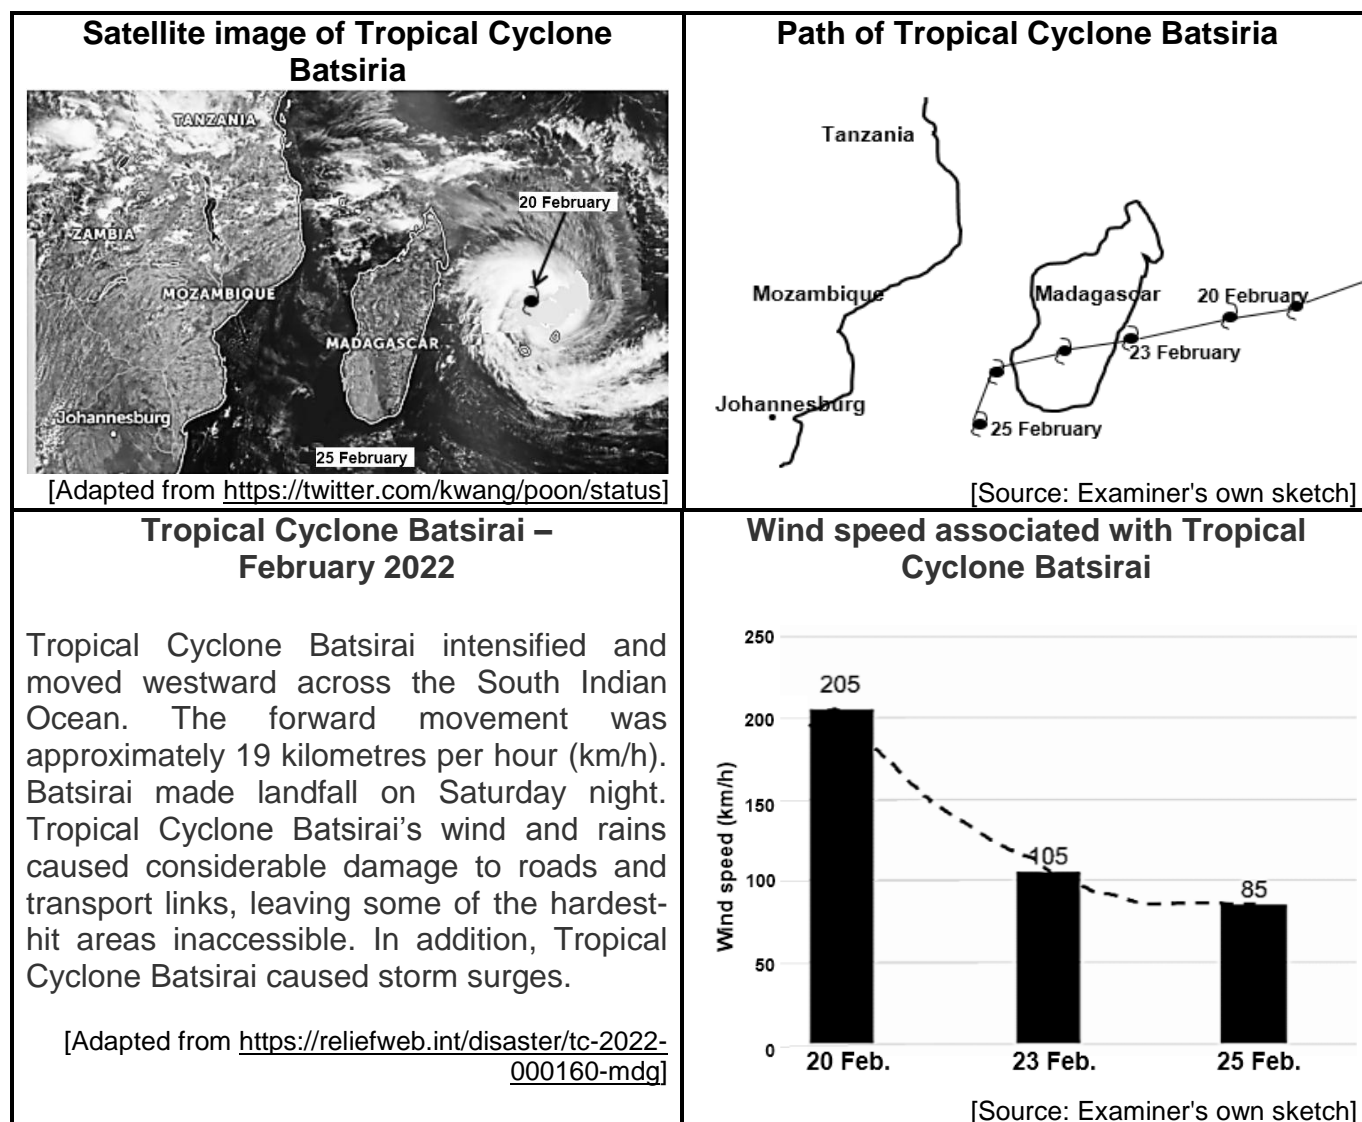 Satellite image of Tropical Cyclone
Batsiria
TANZANIA
20 February
ZAMBIA
MOZAMBIQUE
MADAGASCAR
Johannesburg
25 February
[Adapted from https://twitter.com/kwang/poon/status]
Path of Tropical Cyclone Batsiria
Tanzania
Mozambique
Madagascar
20 February
23 February
Johannesburg
25 February
[Source: Examiner's own sketch]
Tropical Cyclone Batsirai –
February 2022
Tropical Cyclone Batsirai intensified and
moved westward across the South Indian
Ocean. The forward movement was
approximately 19 kilometres per hour (km/h).
Batsirai made landfall on Saturday night.
Tropical Cyclone Batsirai’s wind and rains
caused considerable damage to roads and
transport links, leaving some of the hardest-
hit areas inaccessible. In addition, Tropical
Cyclone Batsirai caused storm surges.
[Adapted from https://reliefweb.int/disaster/tc-2022-
000160-mdg]
Wind speed associated with Tropical
Cyclone Batsirai
Wind speed (km/h)
250
200
150
100
50
0
205
105
85
20 Feb.
23 Feb.
25 Feb.
[Source: Examiner's own sketch]